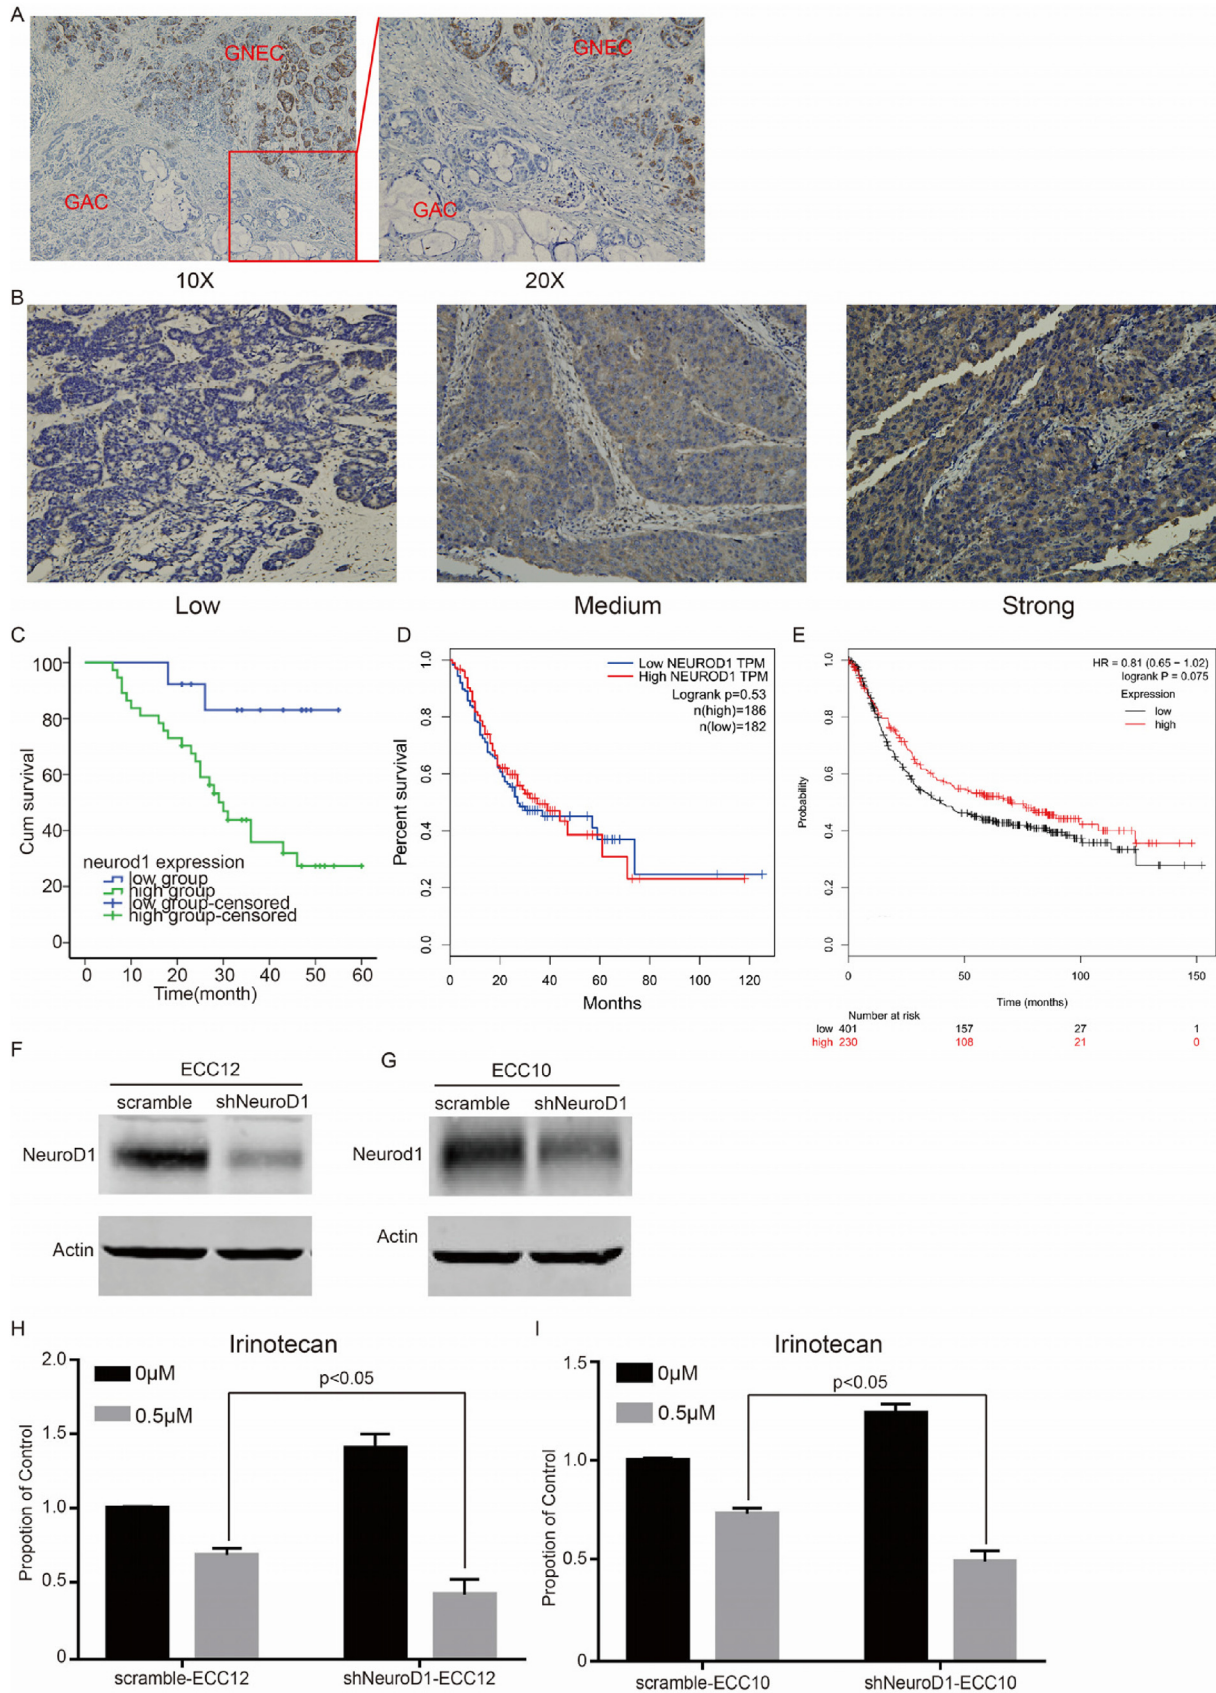 A
GNEC
GAC
10X
GNEC
GAC
20X
B
Low
Medium
Strong
C
Cum survival
100
80
60
40
20
0
neurod1 expression
low group
high group
low group-censored
high group-censored
0 10 20 30 40 50 60
Time(month)
D
Percent survival
1.0
0.8
0.6
0.4
0.2
0.0
Low NEUROD1 TPM
High NEUROD1 TPM
Logrank p=0.53
n(high)=186
n(low)=182
0 20 40 60 80 100 120
Months
E
Probability
1.0
0.8
0.6
0.4
0.2
0.0
HR = 0.81 (0.65 − 1.02)
logrank P = 0.075
Expression
low
high
0 50 100 150
Time (months)
Number at risk
low 401 157 27 1
high 230 108 21 0
F
ECC12
scramble shNeuroD1
NeuroD1
Actin
G
ECC10
scramble shNeuroD1
Neurod1
Actin
H
Irinotecan
Propotion of Control
2.0
1.5
1.0
0.5
0
0μM
0.5μM
p<0.05
scramble-ECC12 shNeuroD1-ECC12
I
Irinotecan
Propotion of Control
1.5
1.0
0.5
0
0μM
0.5μM
p<0.05
scramble-ECC10 shNeuroD1-ECC10